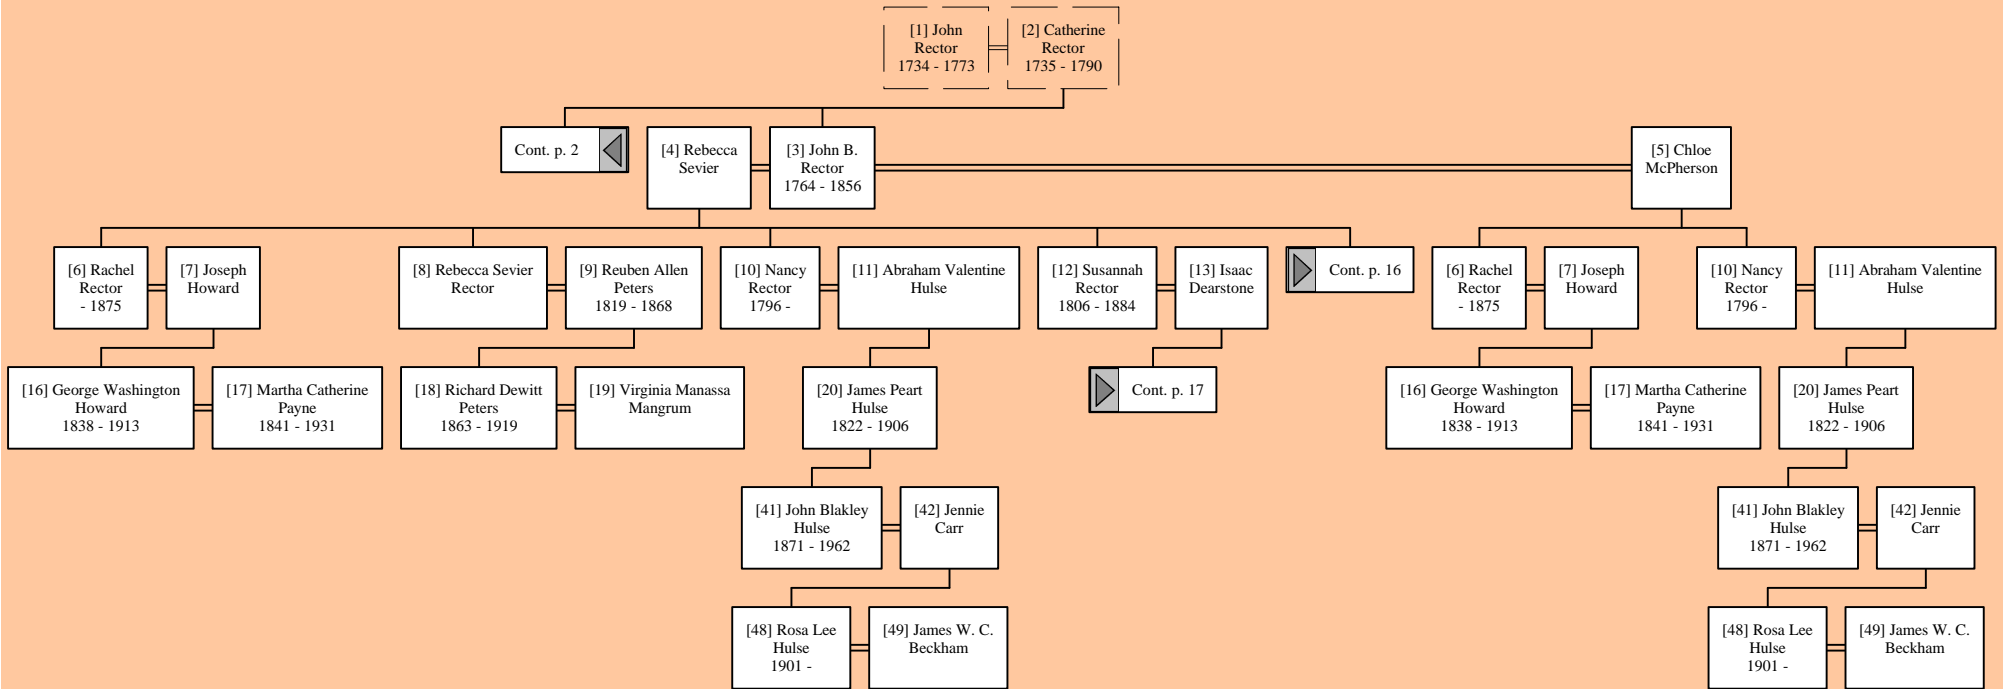 [1] John
Rector
1734 - 1773
[2] Catherine
Rector
1735 - 1790
Cont. p. 2
[4] Rebecca
Sevier
[3] John B.
Rector
1764 - 1856
[5] Chloe
McPherson
[6] Rachel
Rector
- 1875
[7] Joseph
Howard
[8] Rebecca Sevier
Rector
[9] Reuben Allen
Peters
1819 - 1868
[10] Nancy
Rector
1796 -
[11] Abraham Valentine
Hulse
[12] Susannah
Rector
1806 - 1884
[13] Isaac
Dearstone
Cont. p. 16
[6] Rachel
Rector
- 1875
[7] Joseph
Howard
[10] Nancy
Rector
1796 -
[11] Abraham Valentine
Hulse
[16] George Washington
Howard
1838 - 1913
[17] Martha Catherine
Payne
1841 - 1931
[18] Richard Dewitt
Peters
1863 - 1919
[19] Virginia Manassa
Mangrum
[20] James Peart
Hulse
1822 - 1906
Cont. p. 17
[16] George Washington
Howard
1838 - 1913
[17] Martha Catherine
Payne
1841 - 1931
[20] James Peart
Hulse
1822 - 1906
[41] John Blakley
Hulse
1871 - 1962
[42] Jennie
Carr
[41] John Blakley
Hulse
1871 - 1962
[42] Jennie
Carr
[48] Rosa Lee
Hulse
1901 -
[49] James W. C.
Beckham
[48] Rosa Lee
Hulse
1901 -
[49] James W. C.
Beckham